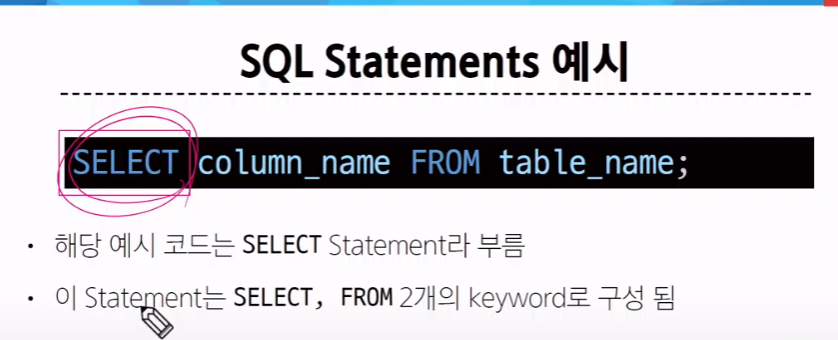 SQL Statements 예시
SELECT column_name FROM table_name;
• 해당 예시 코드는 SELECT Statement라 부름
• 이 Statement는 SELECT, FROM 2개의 keyword로 구성 됨